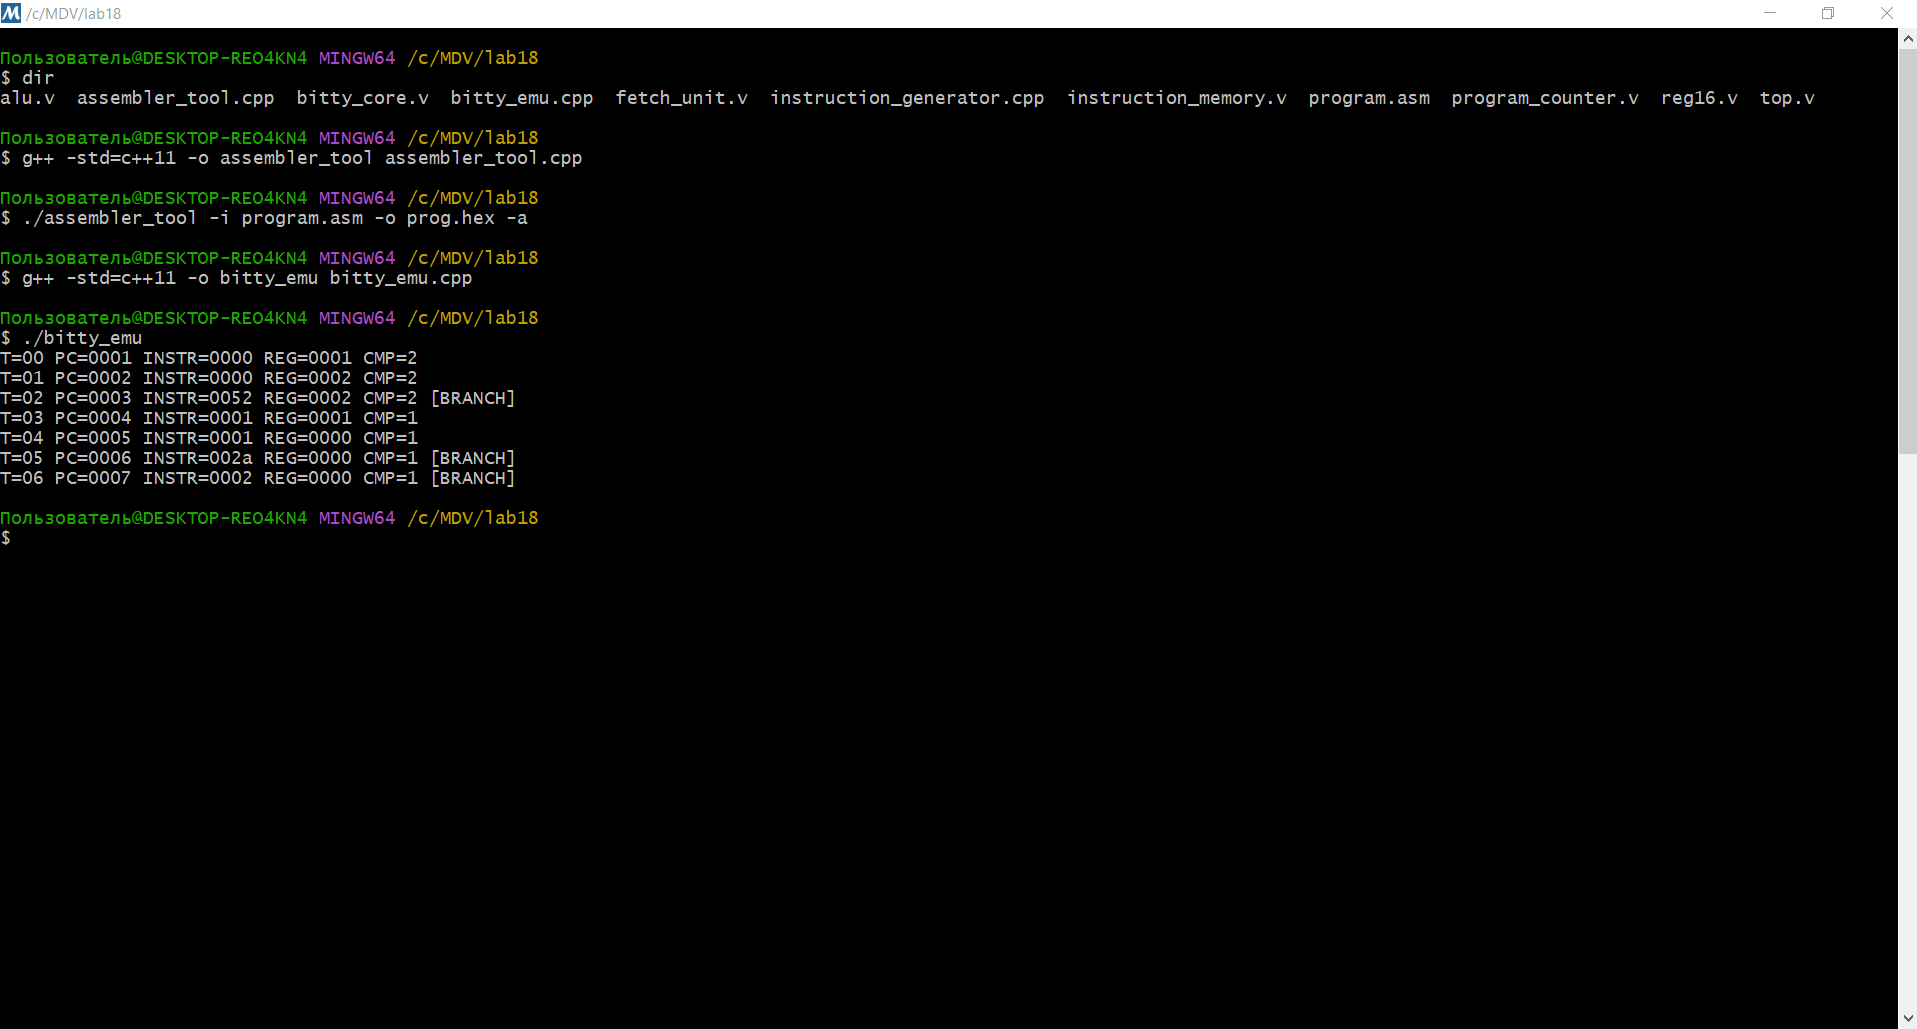 M /c/MDV/lab18
Пользователь@DESKTOP-REO4KN4 MINGW64 /c/MDV/lab18
$ dir
alu.v  assembler_tool.cpp  bitty_core.v  bitty_emu.cpp  fetch_unit.v  instruction_generator.cpp  instruction_memory.v  program.asm  program_counter.v  reg16.v  top.v
Пользователь@DESKTOP-REO4KN4 MINGW64 /c/MDV/lab18
$ g++ -std=c++11 -o assembler_tool assembler_tool.cpp
Пользователь@DESKTOP-REO4KN4 MINGW64 /c/MDV/lab18
$ ./assembler_tool -i program.asm -o prog.hex -a
Пользователь@DESKTOP-REO4KN4 MINGW64 /c/MDV/lab18
$ g++ -std=c++11 -o bitty_emu bitty_emu.cpp
Пользователь@DESKTOP-REO4KN4 MINGW64 /c/MDV/lab18
$ ./bitty_emu
T=00 PC=0001 INSTR=0000 REG=0001 CMP=2
T=01 PC=0002 INSTR=0000 REG=0002 CMP=2
T=02 PC=0003 INSTR=0052 REG=0002 CMP=2 [BRANCH]
T=03 PC=0004 INSTR=0001 REG=0001 CMP=1
T=04 PC=0005 INSTR=0001 REG=0000 CMP=1
T=05 PC=0006 INSTR=002a REG=0000 CMP=1 [BRANCH]
T=06 PC=0007 INSTR=0002 REG=0000 CMP=1 [BRANCH]
Пользователь@DESKTOP-REO4KN4 MINGW64 /c/MDV/lab18
$